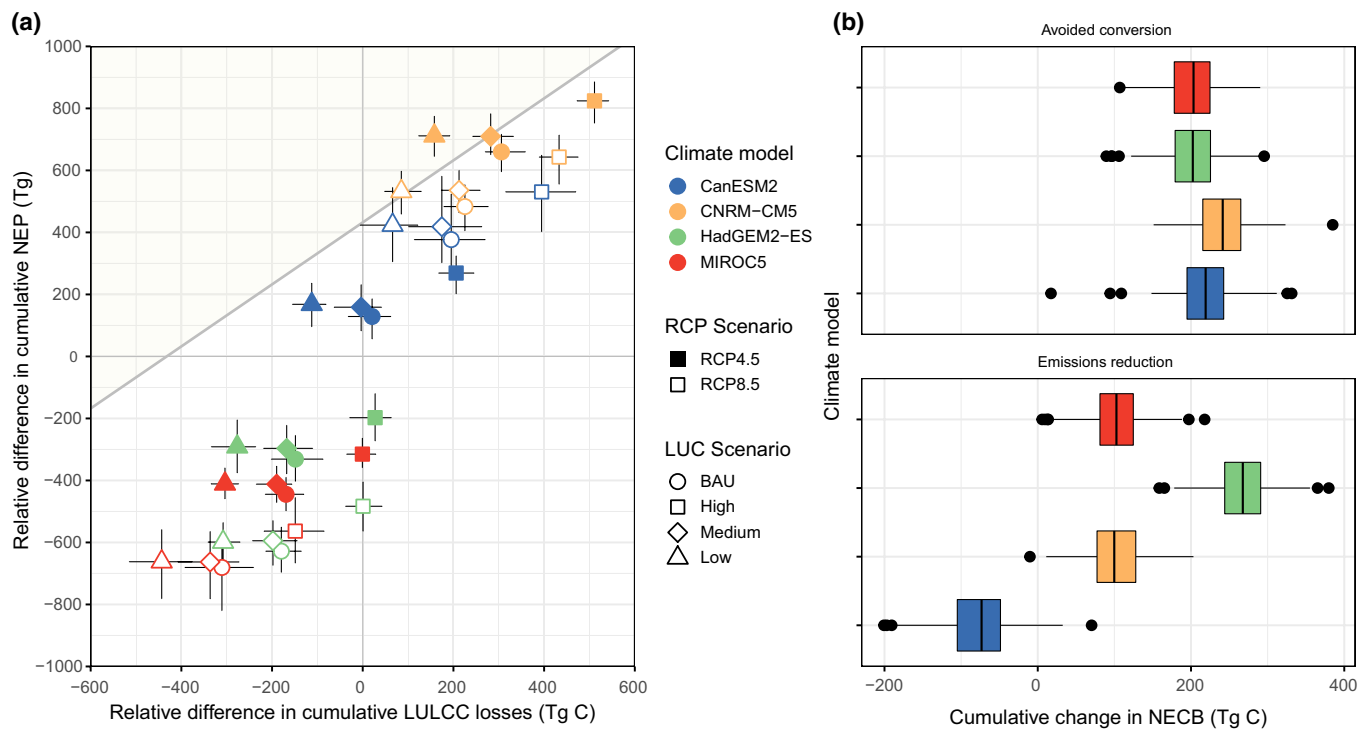 (a)
1000
800
600
400
200
0
−200
−400
−600
−800
−1000
−600
−400
−200
0
200
400
600
Relative difference in cumulative NEP (Tg)
Relative difference in cumulative LULCC losses (Tg C)
Climate model
CanESM2
CNRM−CM5
HadGEM2−ES
MIROC5
RCP Scenario
RCP4.5
RCP8.5
LUC Scenario
BAU
High
Medium
Low
(b)
Avoided conversion
Emissions reduction
Climate model
−200
0
200
400
Cumulative change in NECB (Tg C)